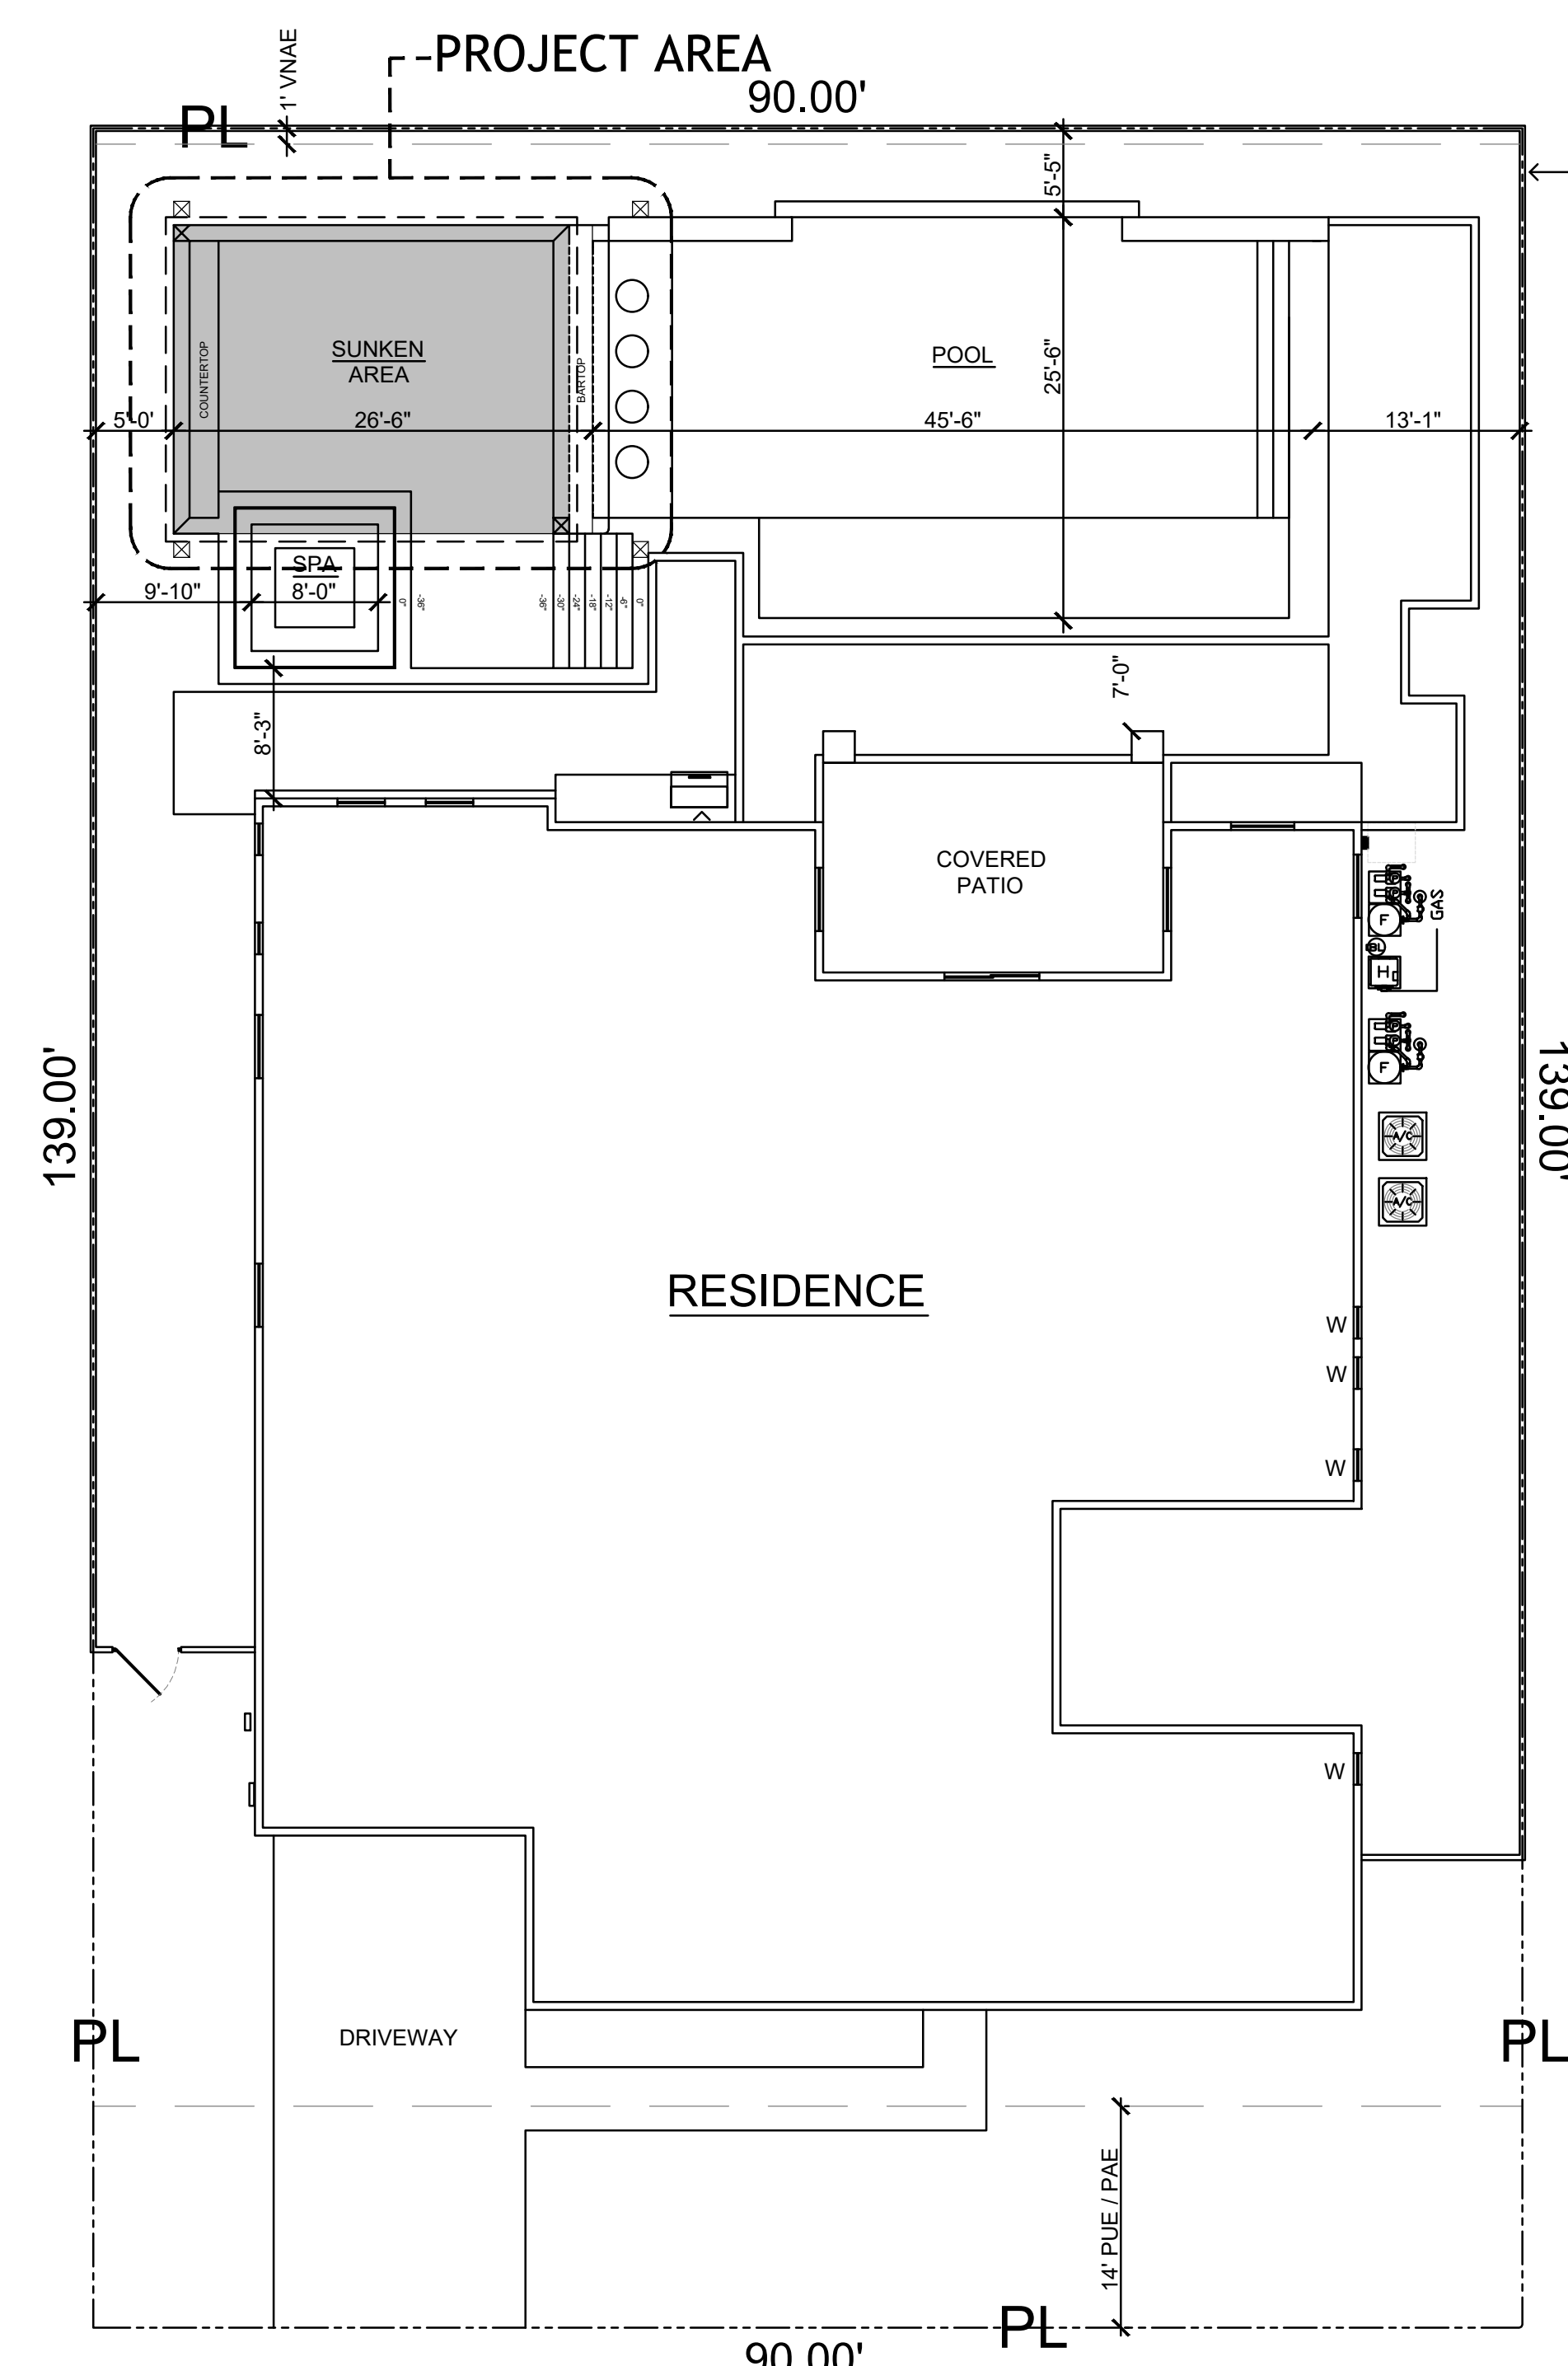 PROJECT AREA
1' VNAE
PL
90.00'
5'-5"
SUNKEN
AREA
COUNTERTOP
BARTOP
POOL
25'-6"
5'-0'
26'-6"
45'-6"
13'-1"
SPA
9'-10"
8'-0"
0"
-36"
-36"
-30"
-24"
-18"
-12"
-6"
0"
8'-3"
7'-0"
COVERED
PATIO
F
GAS
H
F
139.00'
139.00'
A/C
A/C
RESIDENCE
W
W
W
W
PL
DRIVEWAY
PL
14' PUE / PAE
PL
90.00'